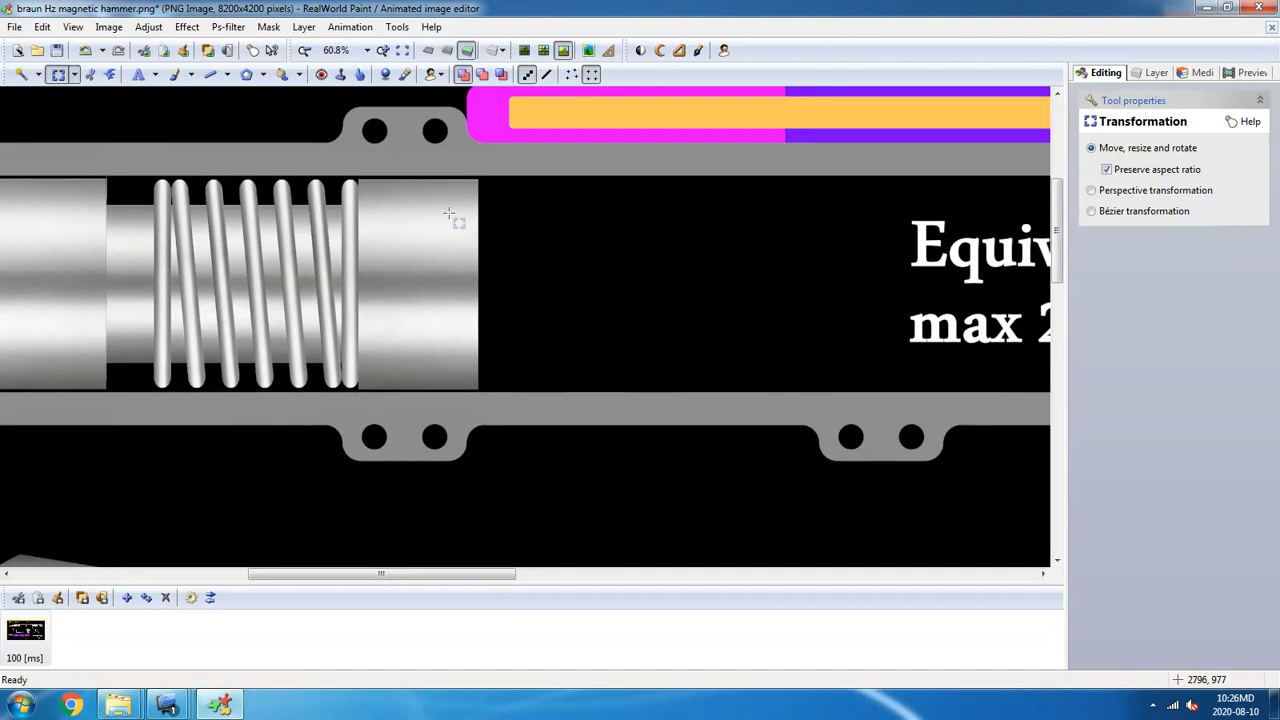 braun Hz magnetic hammer.png* (PNG Image, 8200x4200 pixels) - RealWorld Paint / Animated image editor
File Edit View Image Adjust Effect Ps-filter Mask Layer Animation Tools Help
60.8%
Editing Layer Medi Preview
Tool properties
Transformation Help
Move, resize and rotate
Preserve aspect ratio
Perspective transformation
Bézier transformation
Equiv
max 2
100 [ms]
Ready
2796, 977
10:26MD
2020-08-10